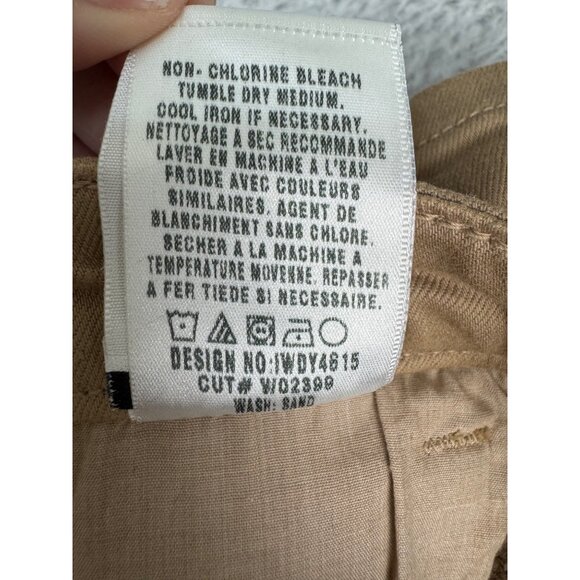 NON- CHLORINE BLEACH
TUMBLE DRY MEDIUM.
COOL IRON IF NECESSARY.
NETTOYAGE A SEC RECOMMANDE
LAVER EN MACHINE A L'EAU
FROIDE AVEC COULEURS
SIMILAIRES. AGENT DE
BLANCHIMENT SANS CHLORE.
SECHER A LA MACHINE A
TEMPERATURE MOYENNE. REPASSER
A FER TIEDE SI NECESSAIRE.
DESIGN NO:IWDY4615
CUT# W02399
WASH: SAND